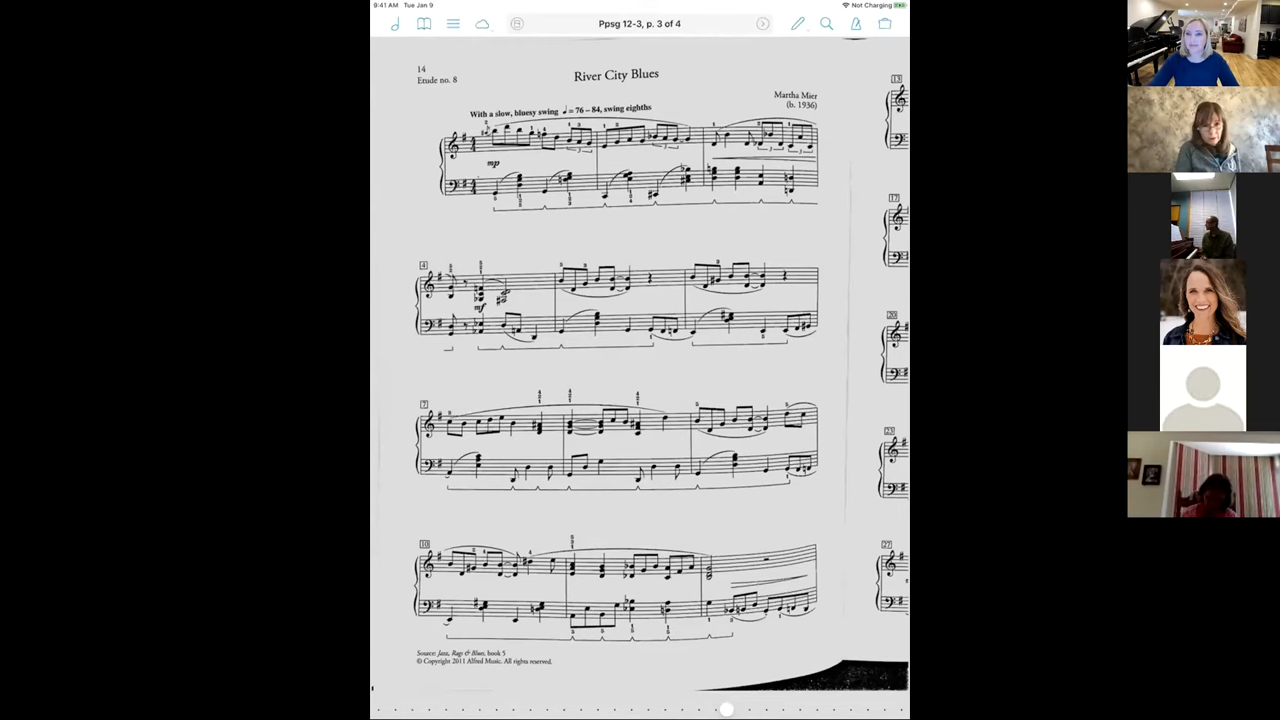 9:41 AM Tue Jan 9
Not Charging
Ppsg 12-3, p. 3 of 4
14
Etude no. 8
River City Blues
Martha Mier
(b. 1936)
With a slow, bluesy swing ♩ = 76 – 84, swing eighths
mp
4
mf
7
10
13
17
20
23
27
Source: Jazz, Rags & Blues, book 5
© Copyright 2011 Alfred Music. All rights reserved.